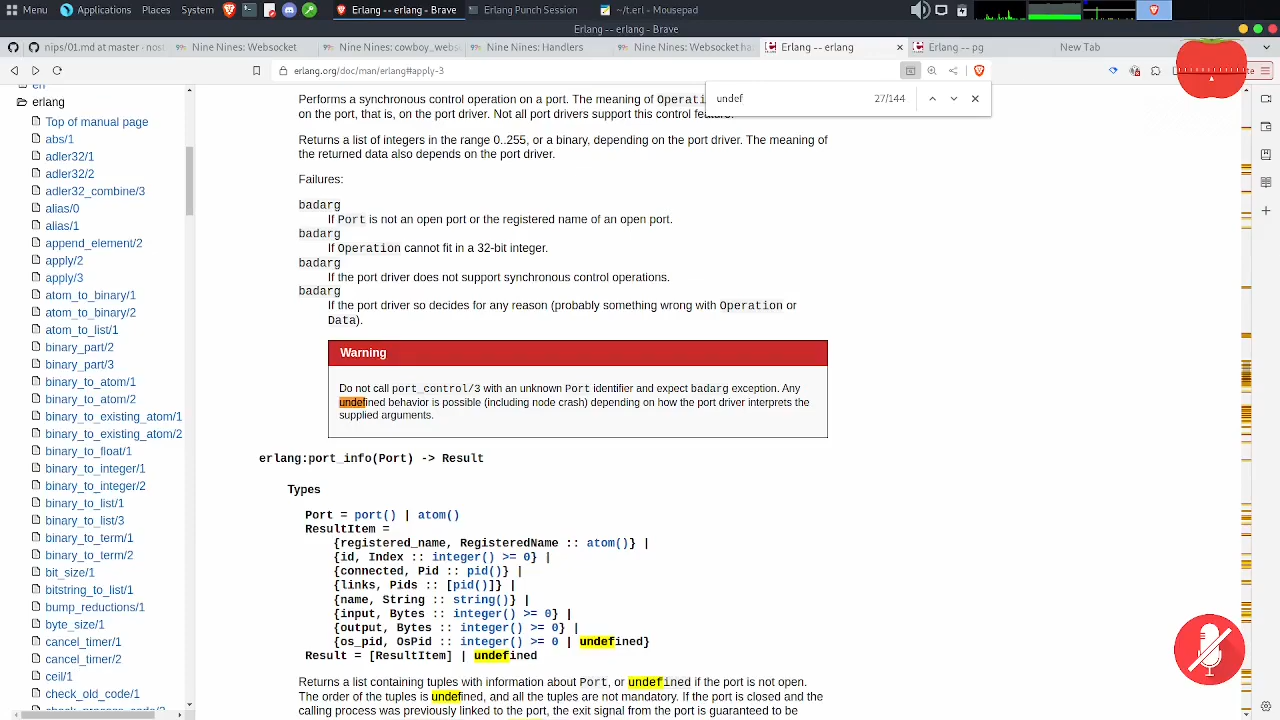 Menu Applications Places System Erlang -- erlang - Brave Erlang Punch Session ~/t.erl - Mousepad
Erlang -- erlang - Brave
nips/01.md at master · nos Nine Nines: Websocket Nine Nines: cowboy_webs Nine Nines: Handlers Nine Nines: Websocket ha Erlang -- erlang Erlang -- pg New Tab
erlang.org/doc/man/erlang#apply-3
undef 27/144
erl
erlang
Top of manual page
abs/1
adler32/1
adler32/2
adler32_combine/3
alias/0
alias/1
append_element/2
apply/2
apply/3
atom_to_binary/1
atom_to_binary/2
atom_to_list/1
binary_part/2
binary_part/3
binary_to_atom/1
binary_to_atom/2
binary_to_existing_atom/1
binary_to_existing_atom/2
binary_to_float/1
binary_to_integer/1
binary_to_integer/2
binary_to_list/1
binary_to_list/3
binary_to_term/1
binary_to_term/2
bit_size/1
bitstring_to_list/1
bump_reductions/1
byte_size/1
cancel_timer/1
cancel_timer/2
ceil/1
check_old_code/1
Performs a synchronous control operation on a port. The meaning of Operati
on the port, that is, on the port driver. Not all port drivers support this control feature.
Returns a list of integers in the range 0..255, or a binary, depending on the port driver. The meaning of
the returned data also depends on the port driver.
Failures:
badarg
If Port is not an open port or the registered name of an open port.
badarg
If Operation cannot fit in a 32-bit integer.
badarg
If the port driver does not support synchronous control operations.
badarg
If the port driver so decides for any reason (probably something wrong with Operation or
Data).
Warning
Do not call port_control/3 with an unknown Port identifier and expect badarg exception. Any
undefined behavior is possible (including node crash) depending on how the port driver interprets the
supplied arguments.
erlang:port_info(Port) -> Result
Types
Port = port() | atom()
ResultItem =
{registered_name, RegisteredName :: atom()} |
{id, Index :: integer() >= 0} |
{connected, Pid :: pid()} |
{links, Pids :: [pid()]} |
{name, String :: string()} |
{input, Bytes :: integer() >= 0} |
{output, Bytes :: integer() >= 0} |
{os_pid, OsPid :: integer() >= 0 | undefined}
Result = [ResultItem] | undefined
Returns a list containing tuples with information about Port, or undefined if the port is not open.
The order of the tuples is undefined, and all the tuples are not mandatory. If the port is closed and the
calling process was previously linked to the port, the exit signal from the port is guaranteed to be